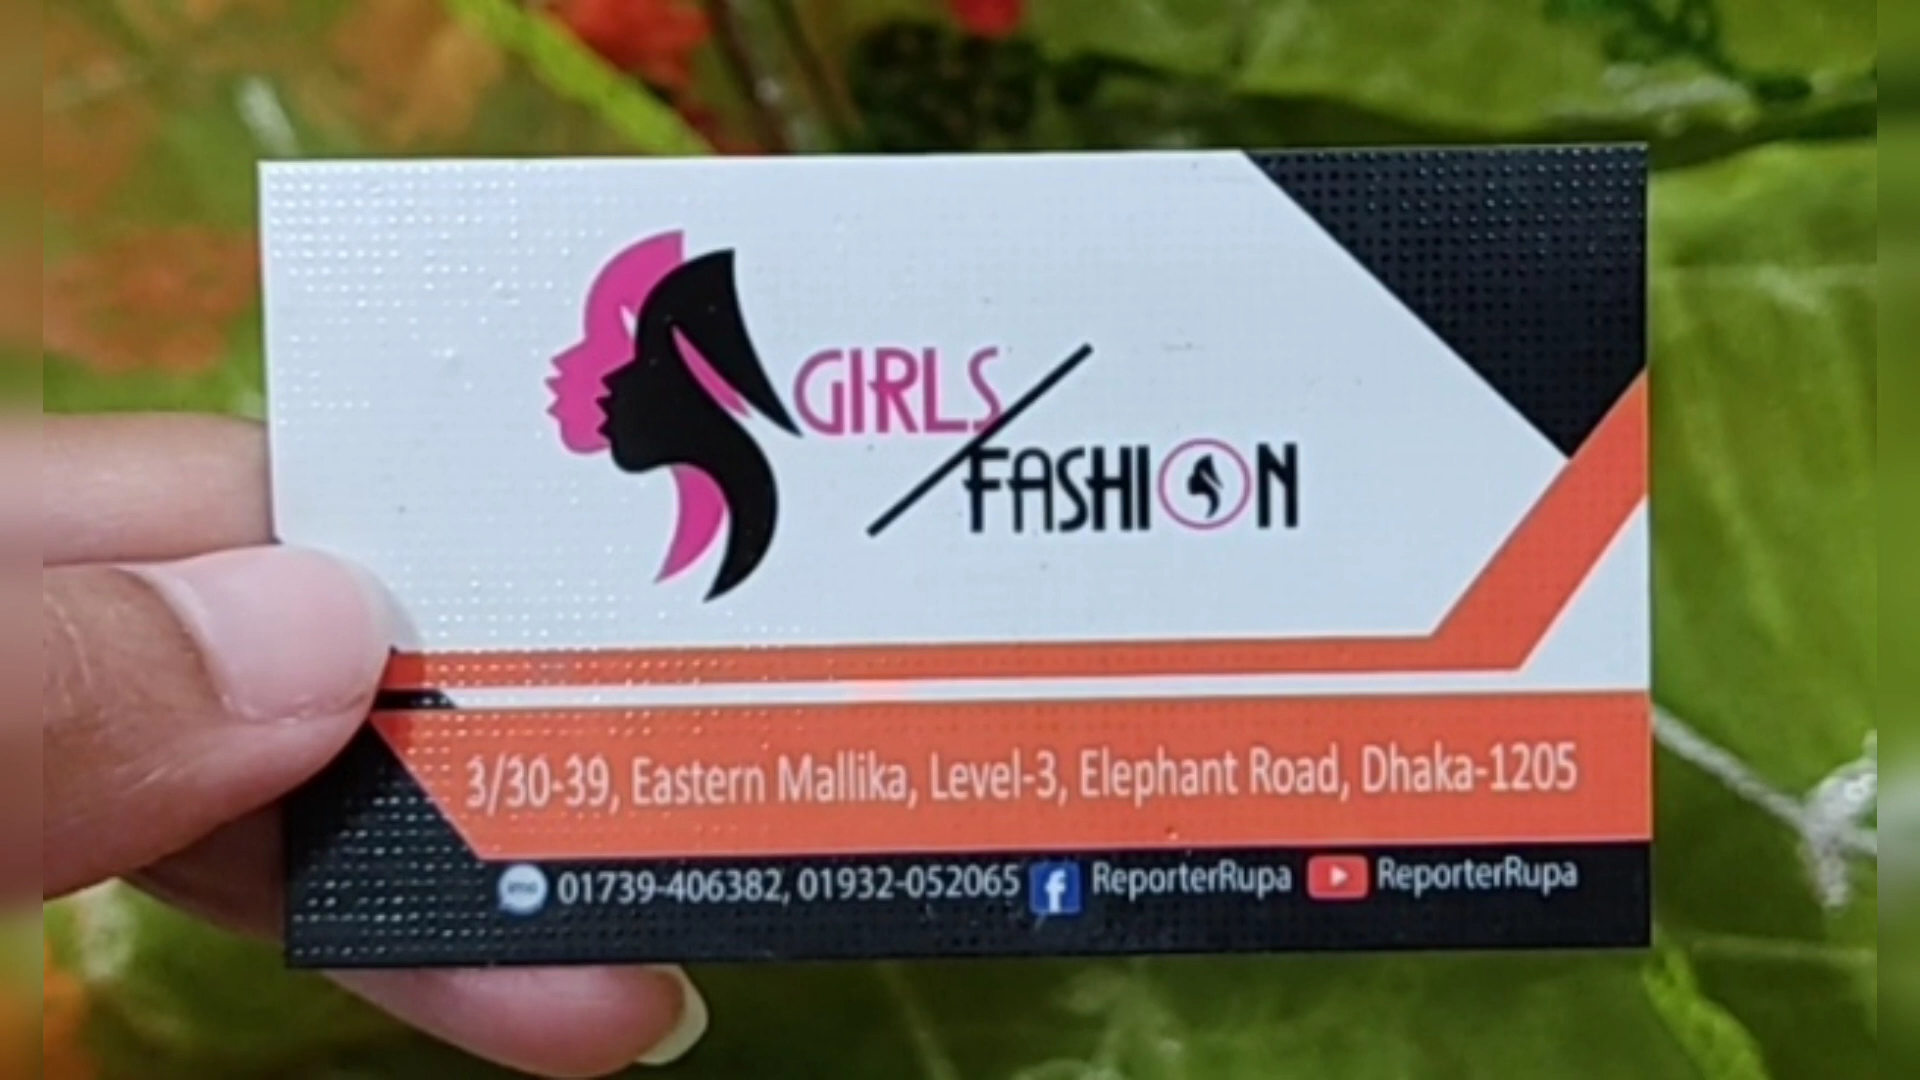 GIRLS
FASHION
3/30-39, Eastern Mallika, Level-3, Elephant Road, Dhaka-1205
imo 01739-406382, 01932-052065 f ReporterRupa ReporterRupa